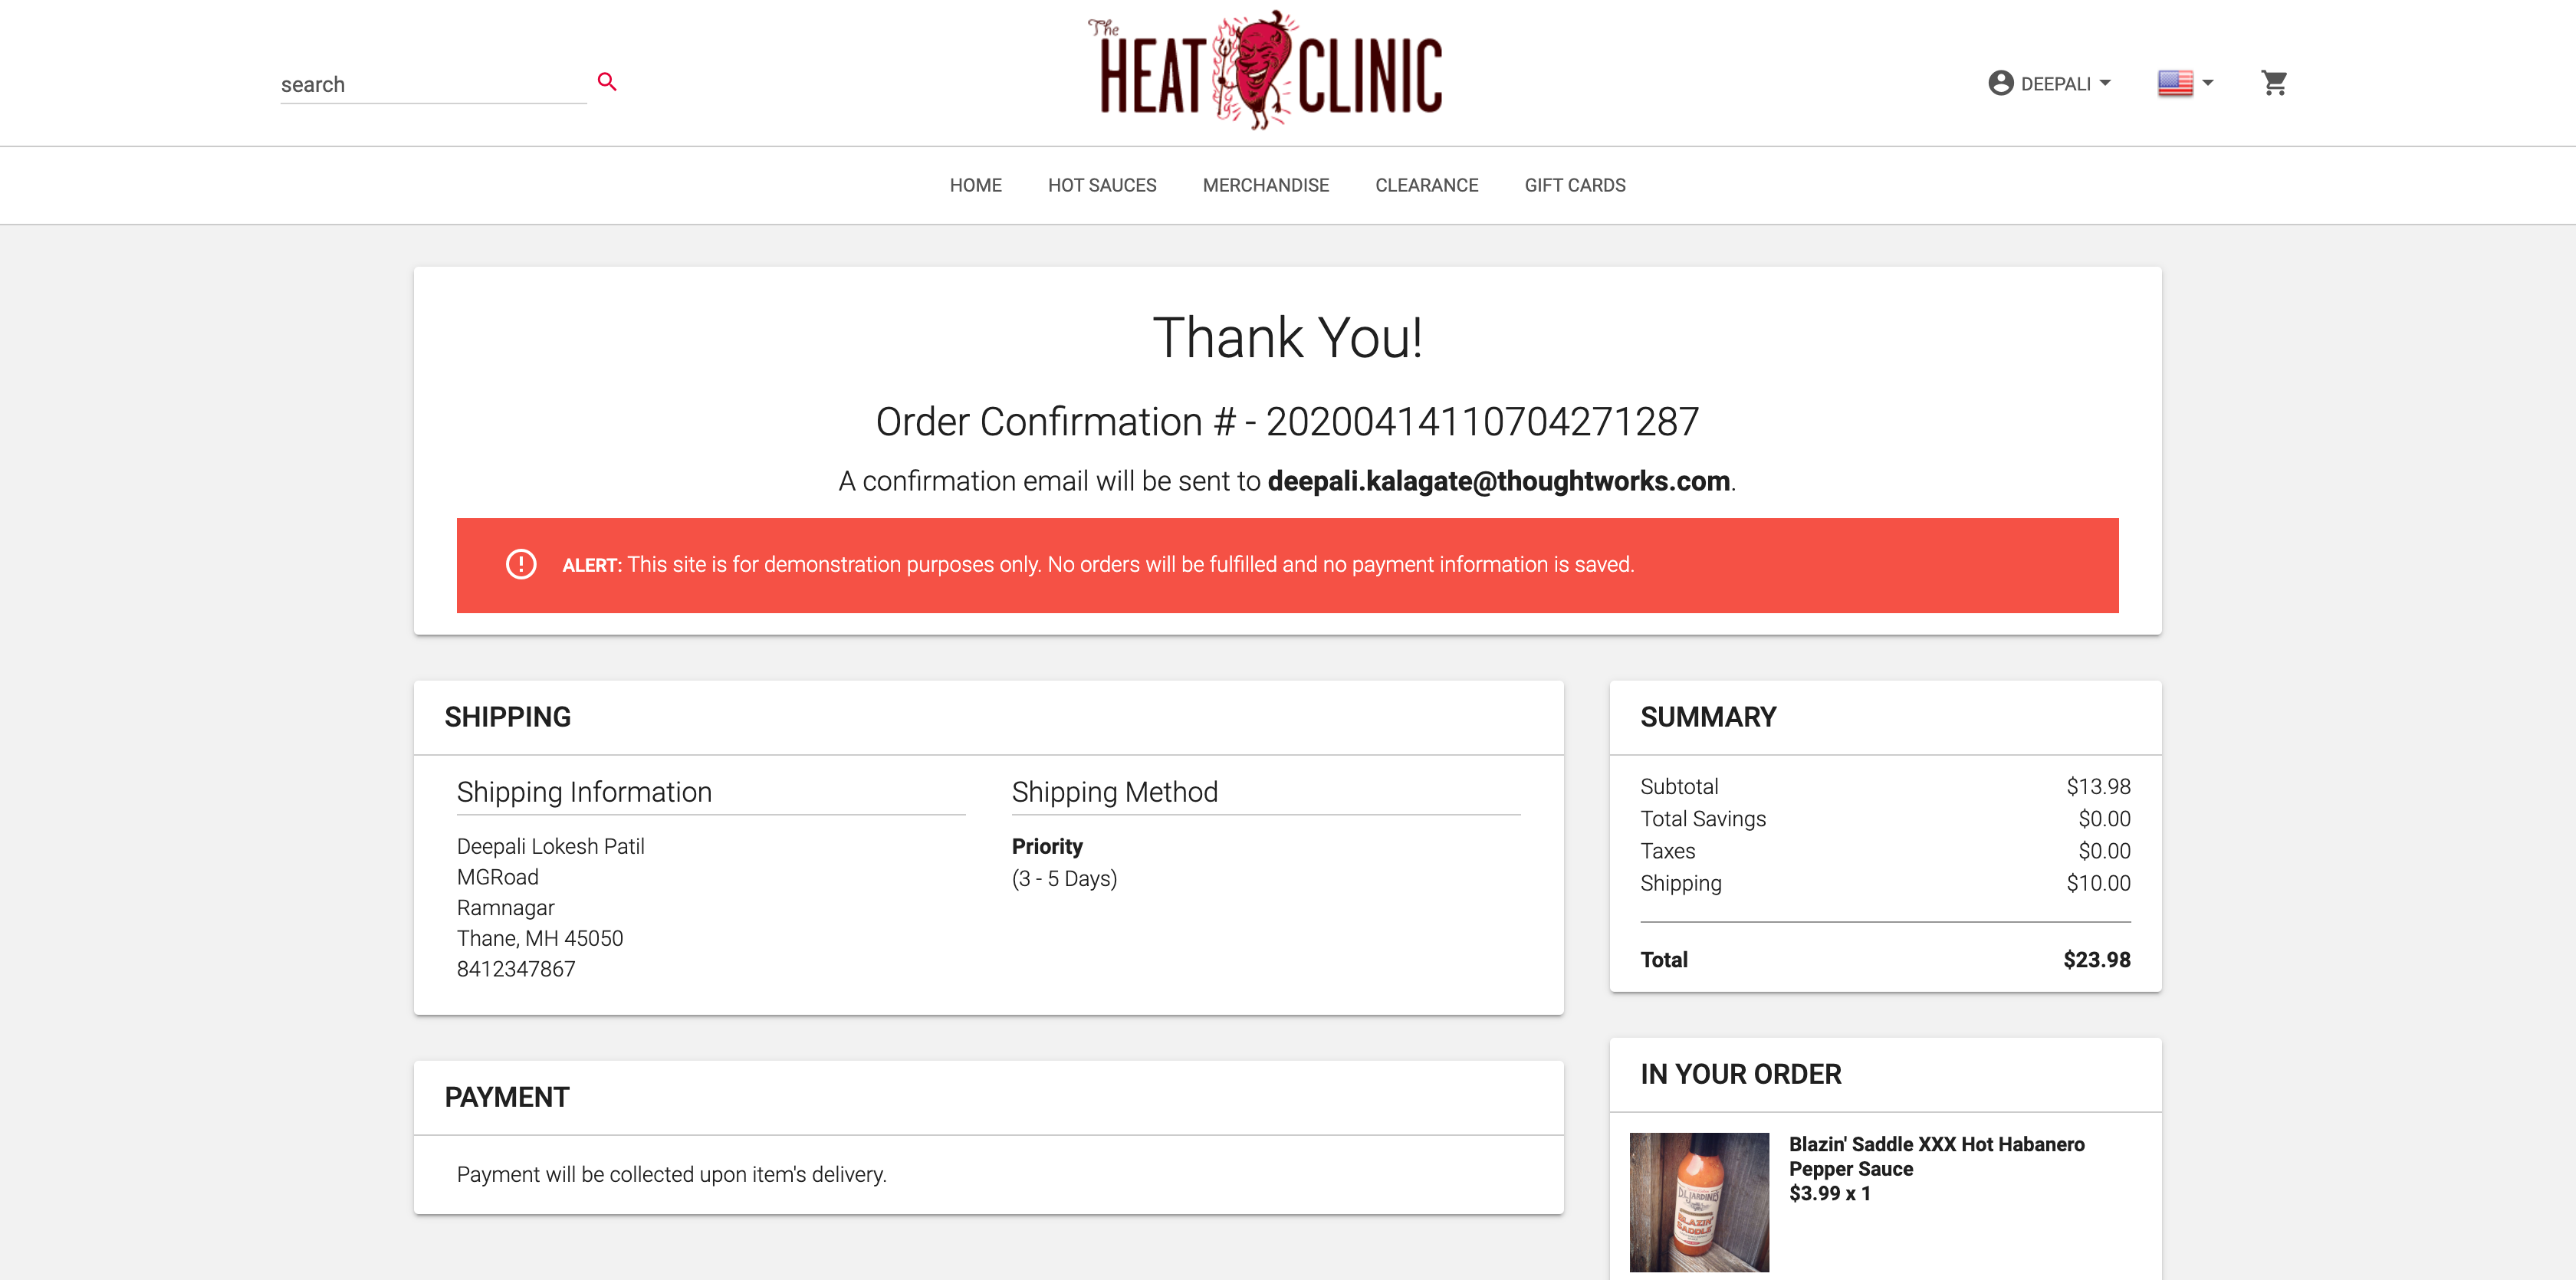 The
HEAT CLINIC
search
DEEPALI
HOME HOT SAUCES MERCHANDISE CLEARANCE GIFT CARDS
Thank You!
Order Confirmation # - 20200414110704271287
A confirmation email will be sent to deepali.kalagate@thoughtworks.com.
ALERT: This site is for demonstration purposes only. No orders will be fulfilled and no payment information is saved.
SHIPPING
Shipping Information
Deepali Lokesh Patil
MGRoad
Ramnagar
Thane, MH 45050
8412347867
Shipping Method
Priority
(3 - 5 Days)
PAYMENT
Payment will be collected upon item's delivery.
SUMMARY
Subtotal $13.98
Total Savings $0.00
Taxes $0.00
Shipping $10.00
Total $23.98
IN YOUR ORDER
Blazin' Saddle XXX Hot Habanero
Pepper Sauce
$3.99 x 1
D.L. JARDINE'S
BLAZIN'
SADDLE